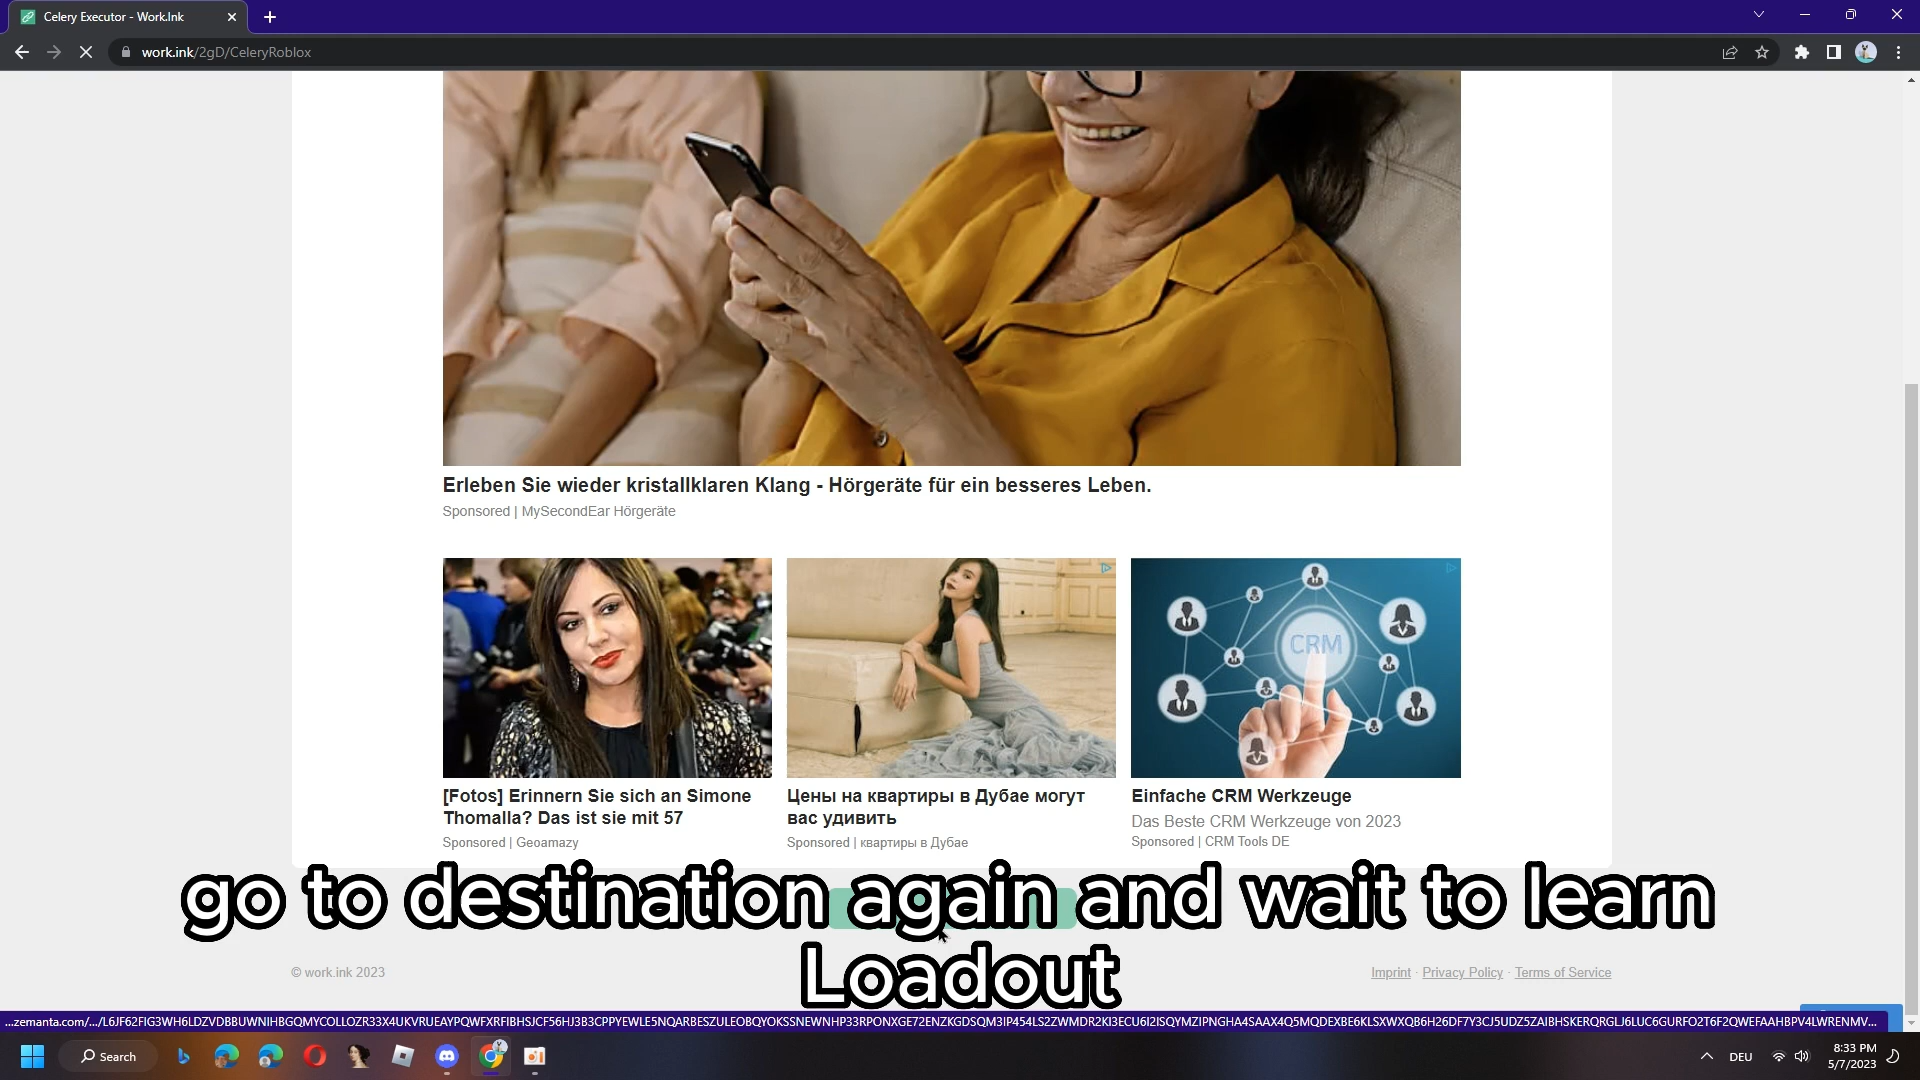 Celery Executor - Work.Ink
work.ink/2gD/CeleryRoblox
Erleben Sie wieder kristallklaren Klang - Hörgeräte für ein besseres Leben.
Sponsored | MySecondEar Hörgeräte
CRM
[Fotos] Erinnern Sie sich an Simone
Thomalla? Das ist sie mit 57
Sponsored | Geoamazy
Цены на квартиры в Дубае могут
вас удивить
Sponsored | квартиры в Дубае
Einfache CRM Werkzeuge
Das Beste CRM Werkzeuge von 2023
Sponsored | CRM Tools DE
go to destination again and wait to learn
Loadout
© work.ink 2023
Imprint · Privacy Policy · Terms of Service
Search
DEU
8:33 PM
5/7/2023